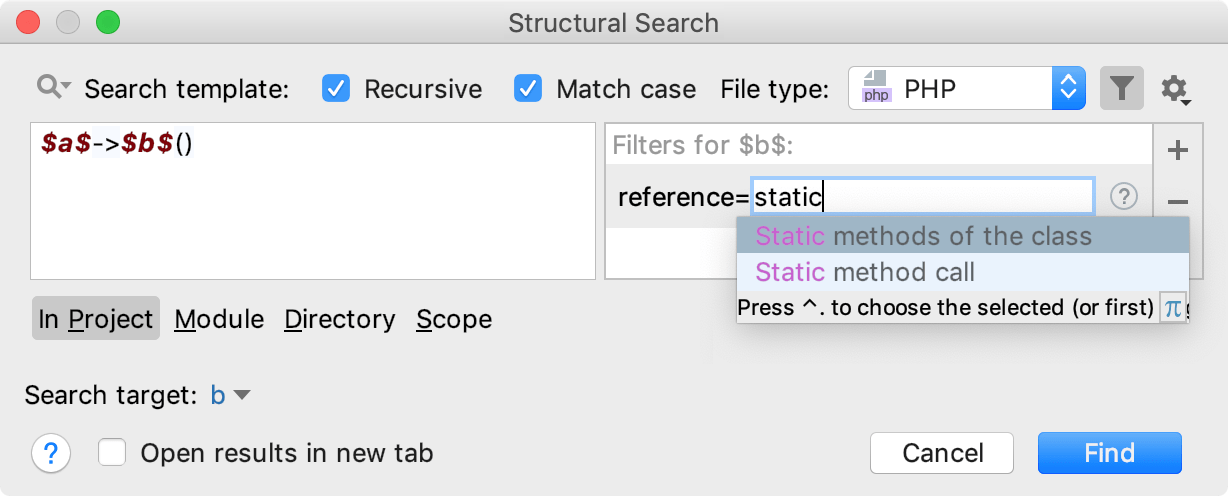 Structural Search
Search template: Recursive Match case File type: php PHP
$a$->$b$()
Filters for $b$:
reference=static ?
Static methods of the class
Static method call
Press ^. to choose the selected (or first) π
In Project Module Directory Scope
Search target: b
? Open results in new tab Cancel Find